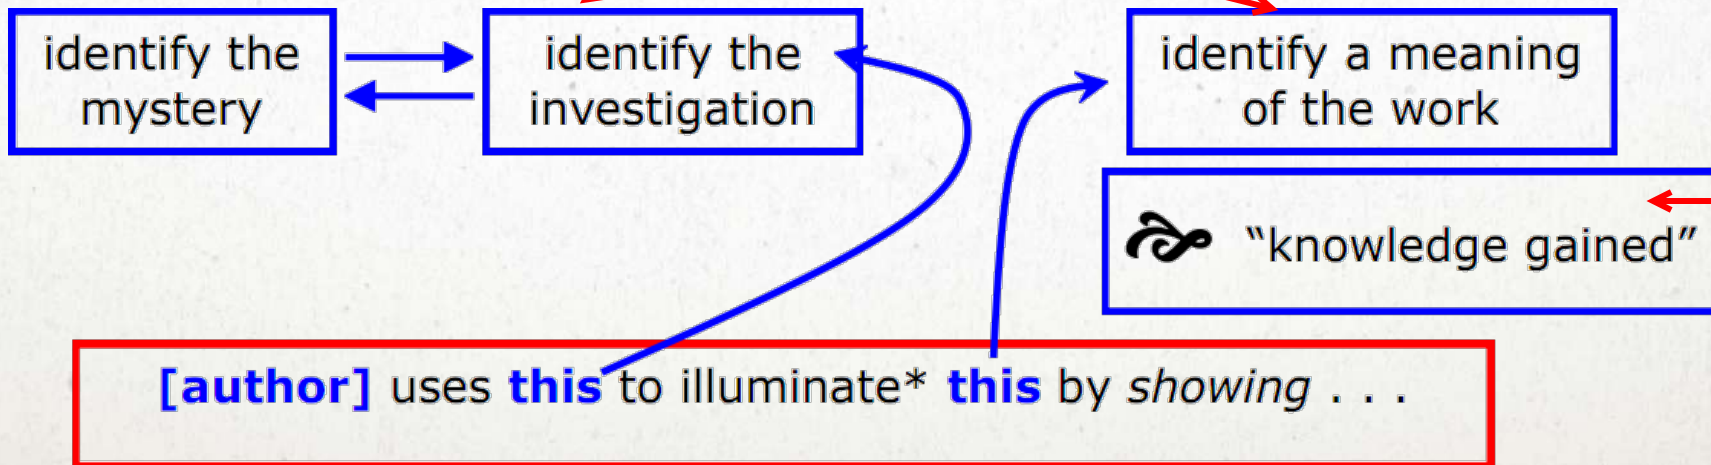 identify the
mystery
identify the
investigation
identify a meaning
of the work
“knowledge gained”
[author] uses this to illuminate* this by showing . . .